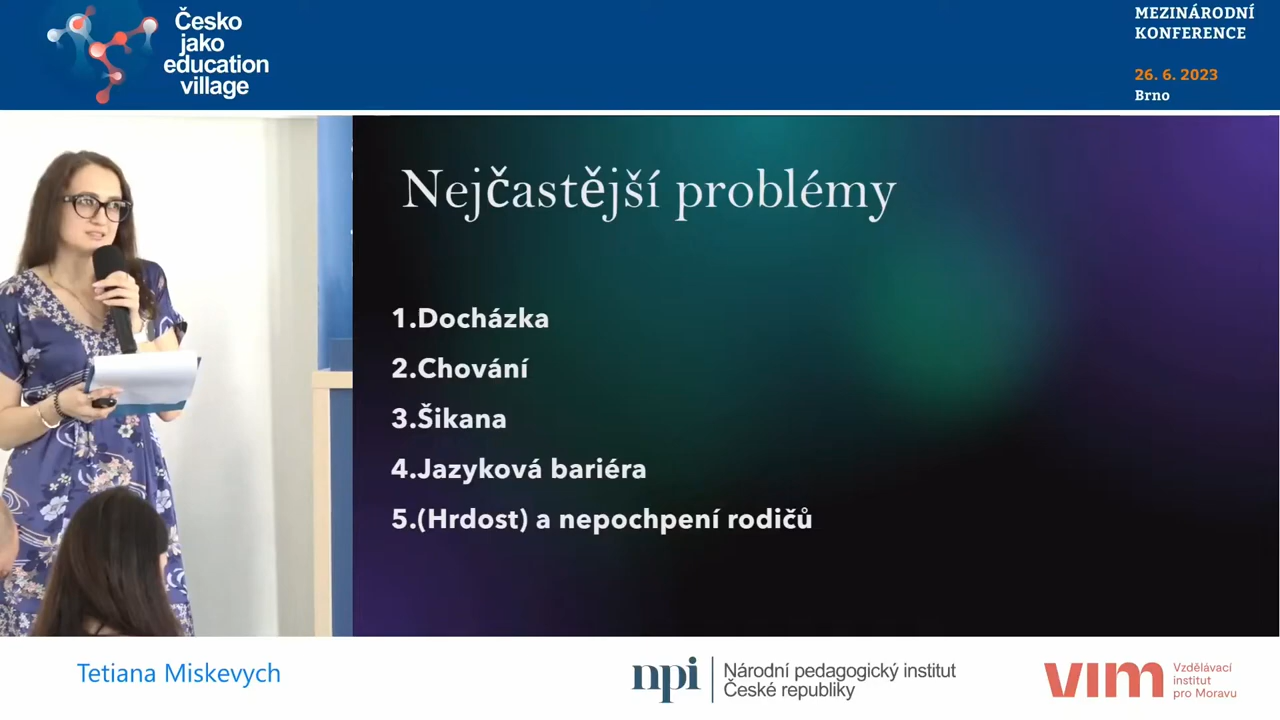 Česko
jako
education
village
MEZINÁRODNÍ
KONFERENCE
26. 6. 2023
Brno
Nejčastější problémy
1.Docházka
2.Chování
3.Šikana
4.Jazyková bariéra
5.(Hrdost) a nepochpení rodičů
Tetiana Miskevych
npi
Národní pedagogický institut
České republiky
vim
Vzdělávací
institut
pro Moravu